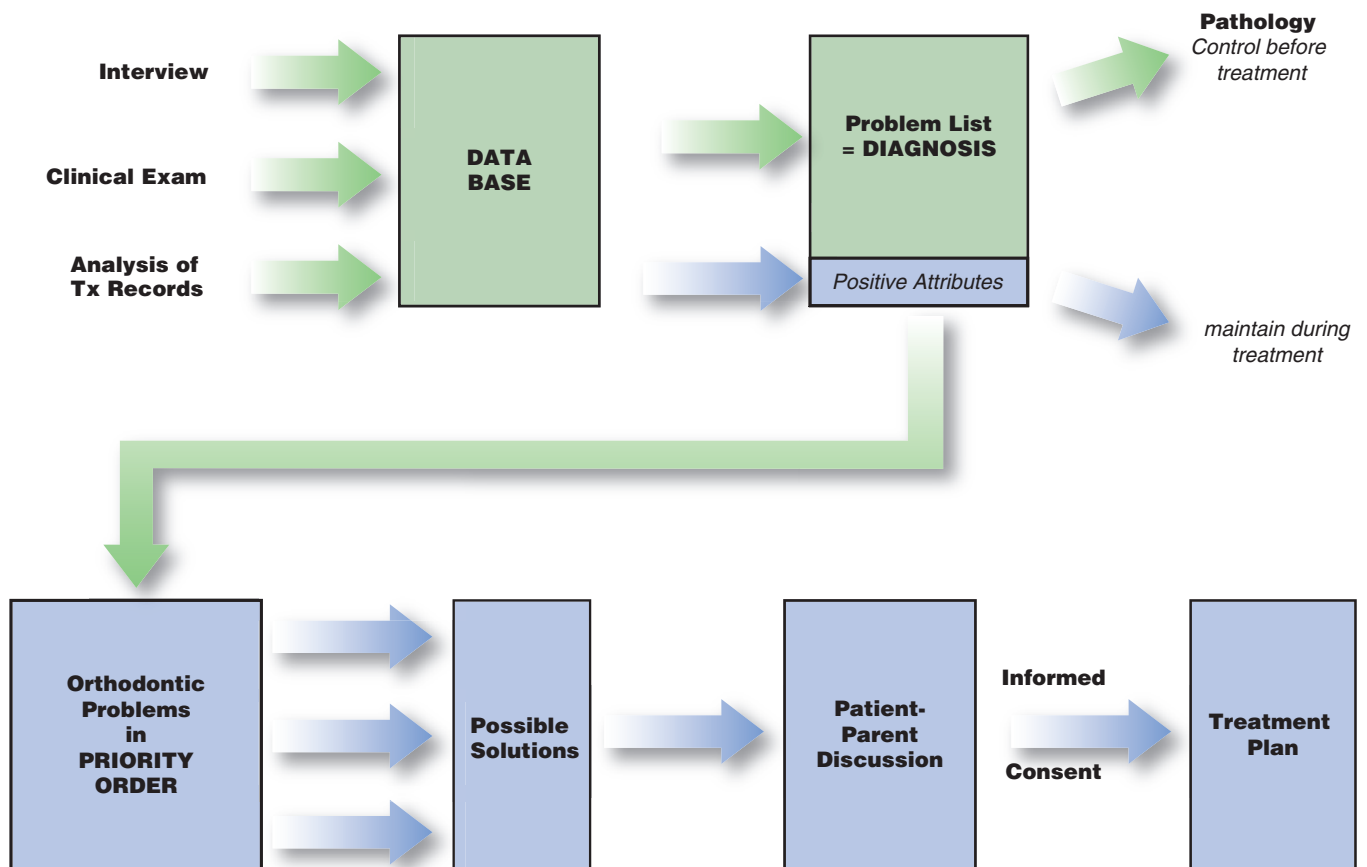 Interview
Clinical Exam
Analysis of
Tx Records
DATA
BASE
Problem List
= DIAGNOSIS
Positive Attributes
Pathology
Control before
treatment
maintain during
treatment
Orthodontic
Problems
in
PRIORITY
ORDER
Possible
Solutions
Patient-
Parent
Discussion
Informed
Consent
Treatment
Plan